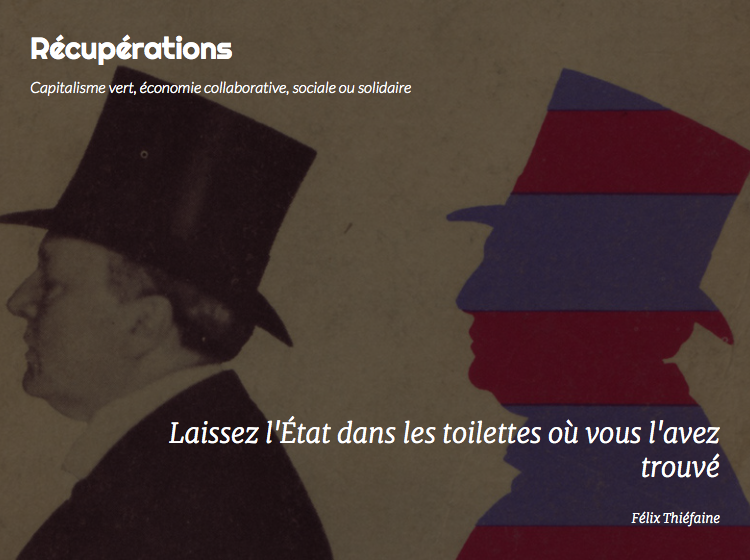 Récupérations
Capitalisme vert, économie collaborative, sociale ou solidaire
Laissez l'État dans les toilettes où vous l'avez
trouvé
Félix Thiéfaine